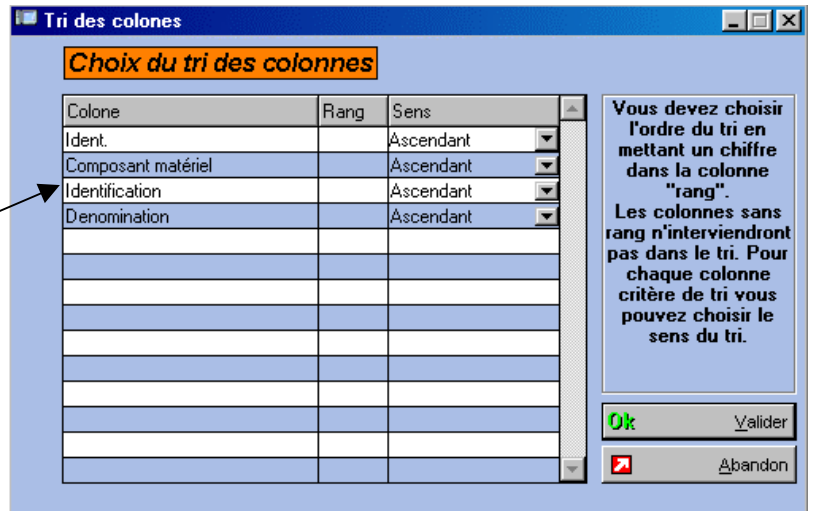 Tri des colones
Choix du tri des colonnes
Colone Rang Sens
Ident. Ascendant
Composant matériel Ascendant
Identification Ascendant
Denomination Ascendant
Vous devez choisir
l'ordre du tri en
mettant un chiffre
dans la colonne
"rang".
Les colonnes sans
rang n'interviendront
pas dans le tri. Pour
chaque colonne
critère de tri vous
pouvez choisir le
sens du tri.
Ok Valider
Abandon